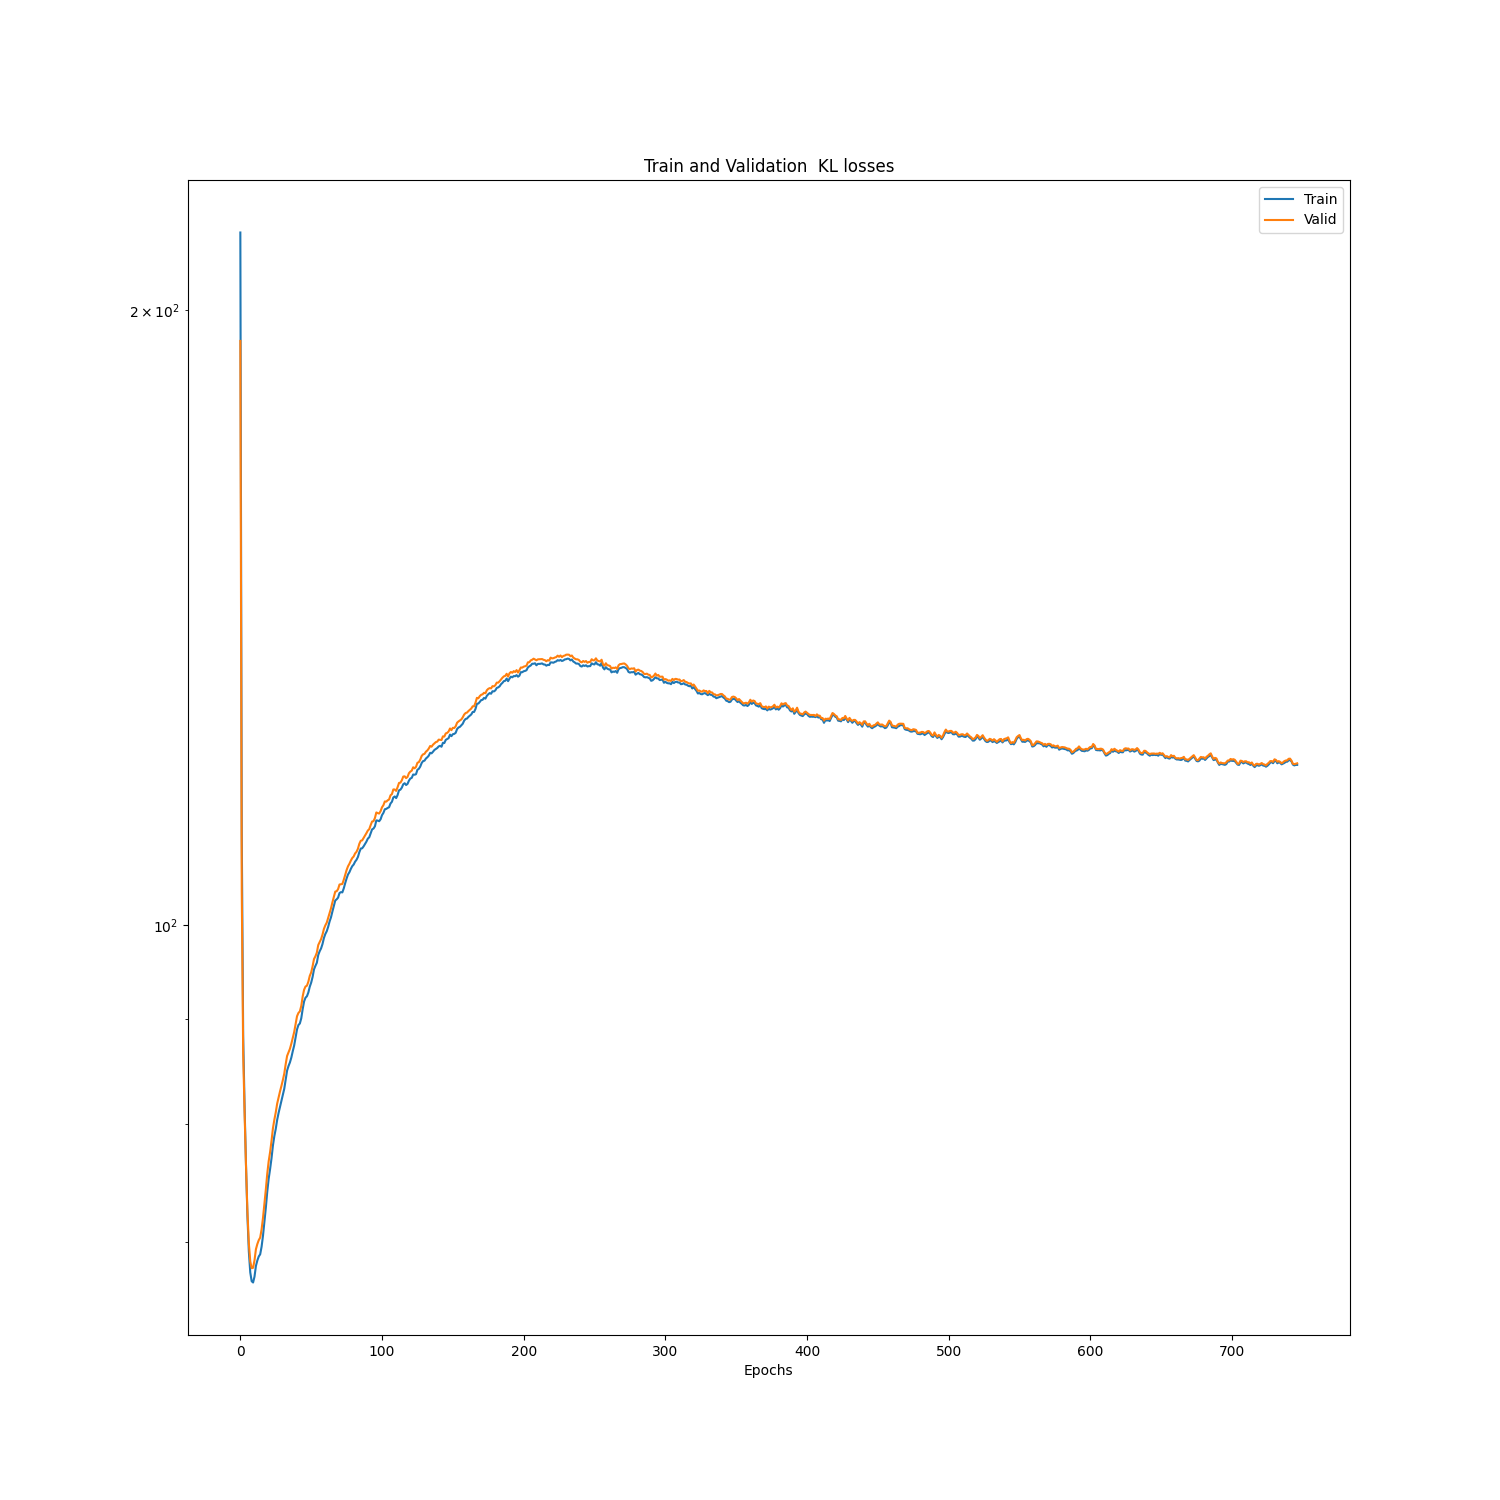 Train and Validation  KL losses
Train
Valid
2 × 10²
10²
0 100 200 300 400 500 600 700
Epochs